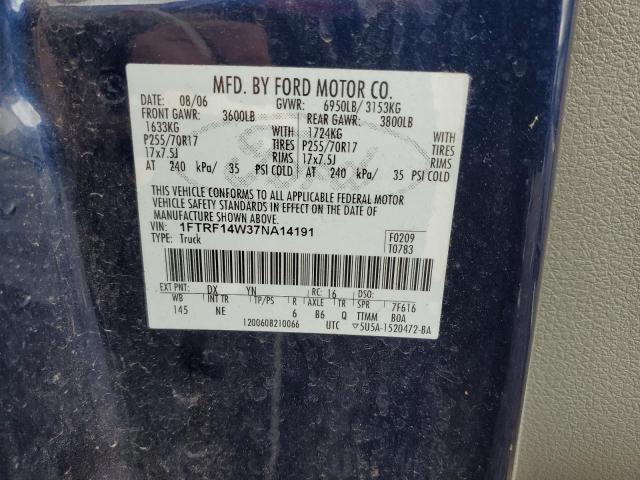 MFD. BY FORD MOTOR CO.
DATE: 08/06 GVWR: 6950LB/ 3153KG
FRONT GAWR: 3600LB REAR GAWR: 3800LB
1633KG WITH 1724KG WITH
P255/70R17 TIRES P255/70R17 TIRES
17x7.5J RIMS 17x7.5J RIMS
AT 240 kPa/ 35 PSI COLD AT 240 kPa/ 35 PSI COLD
THIS VEHICLE CONFORMS TO ALL APPLICABLE FEDERAL MOTOR
VEHICLE SAFETY STANDARDS IN EFFECT ON THE DATE OF
MANUFACTURE SHOWN ABOVE.
VIN: 1FTRF14W37NA14191 F0209
TYPE: Truck T0783
EXT PNT: DX YN RC: 16 DSO:
WB INT TR TP/PS R AXLE TR SPR 7F616
145 NE 6 B6 Q TTMM BOA
1200608210066 UTC ▽5U5A-1520472-BA
Ford